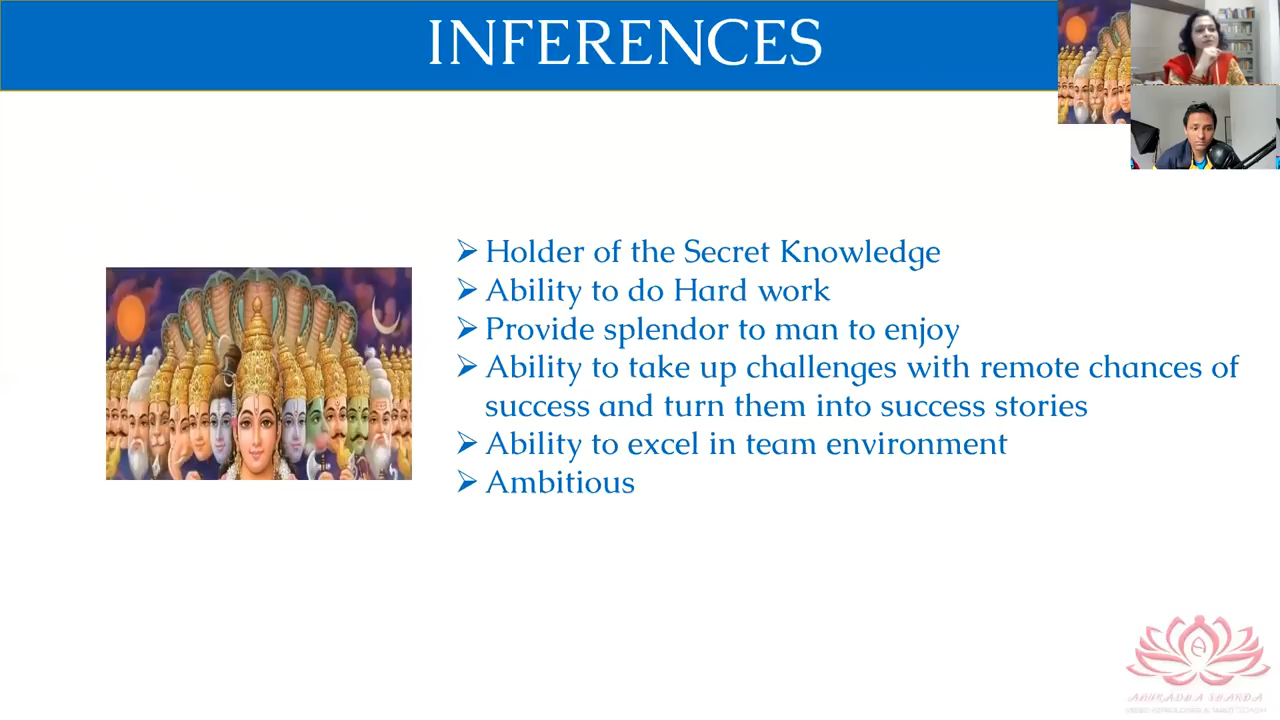 INFERENCES
➢ Holder of the Secret Knowledge
➢ Ability to do Hard work
➢ Provide splendor to man to enjoy
➢ Ability to take up challenges with remote chances of
success and turn them into success stories
➢ Ability to excel in team environment
➢ Ambitious
ANURADHA SHARDA